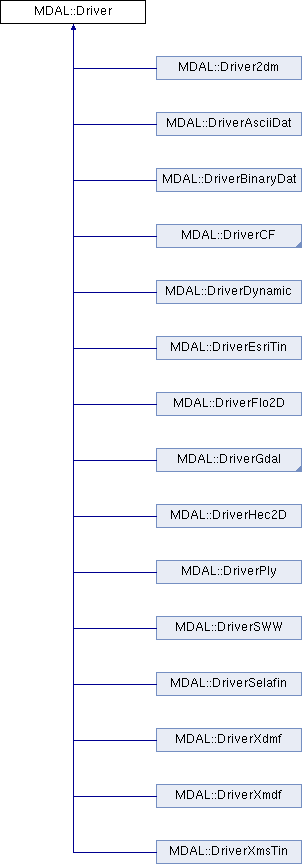 MDAL::Driver
MDAL::Driver2dm
MDAL::DriverAsciiDat
MDAL::DriverBinaryDat
MDAL::DriverCF
MDAL::DriverDynamic
MDAL::DriverEsriTin
MDAL::DriverFlo2D
MDAL::DriverGdal
MDAL::DriverHec2D
MDAL::DriverPly
MDAL::DriverSWW
MDAL::DriverSelafin
MDAL::DriverXdmf
MDAL::DriverXmdf
MDAL::DriverXmsTin